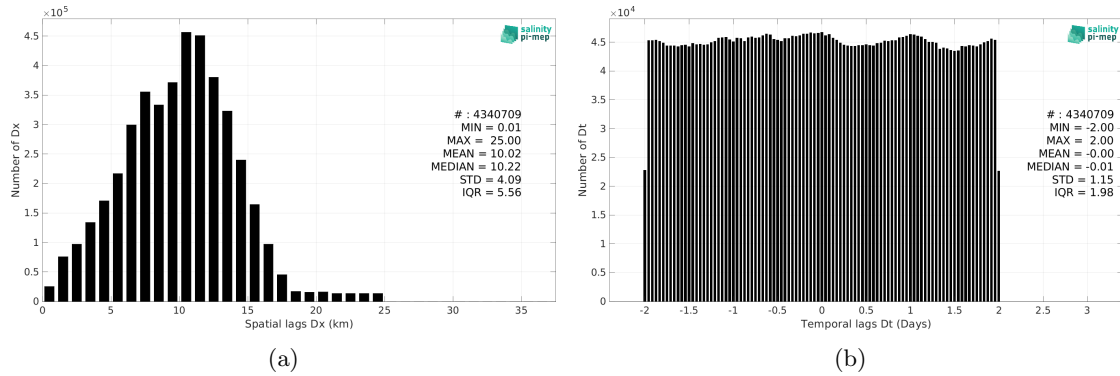 ×10⁵
4.5
4
3.5
3
2.5
2
1.5
1
0.5
0
Number of Dx
0 5 10 15 20 25 30 35
Spatial lags Dx (km)
salinity
pi-mep
# : 4340709
MIN = 0.01
MAX = 25.00
MEAN = 10.02
MEDIAN = 10.22
STD = 4.09
IQR = 5.56
(a)
×10⁴
4.5
4
3.5
3
2.5
2
1.5
1
0.5
0
Number of Dt
-2 -1.5 -1 -0.5 0 0.5 1 1.5 2 2.5 3
Temporal lags Dt (Days)
salinity
pi-mep
# : 4340709
MIN = -2.00
MAX = 2.00
MEAN = -0.00
MEDIAN = -0.01
STD = 1.15
IQR = 1.98
(b)